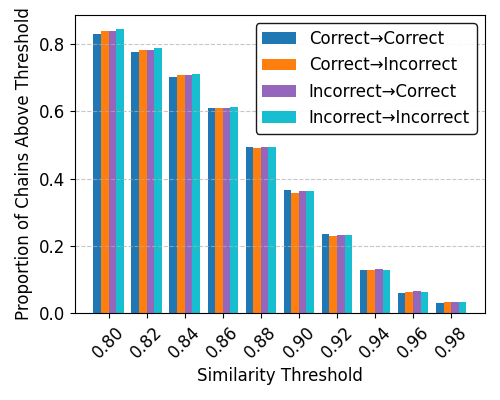 Proportion of Chains Above Threshold
0.8
0.6
0.4
0.2
0.0
Correct→Correct
Correct→Incorrect
Incorrect→Correct
Incorrect→Incorrect
0.80 0.82 0.84 0.86 0.88 0.90 0.92 0.94 0.96 0.98
Similarity Threshold